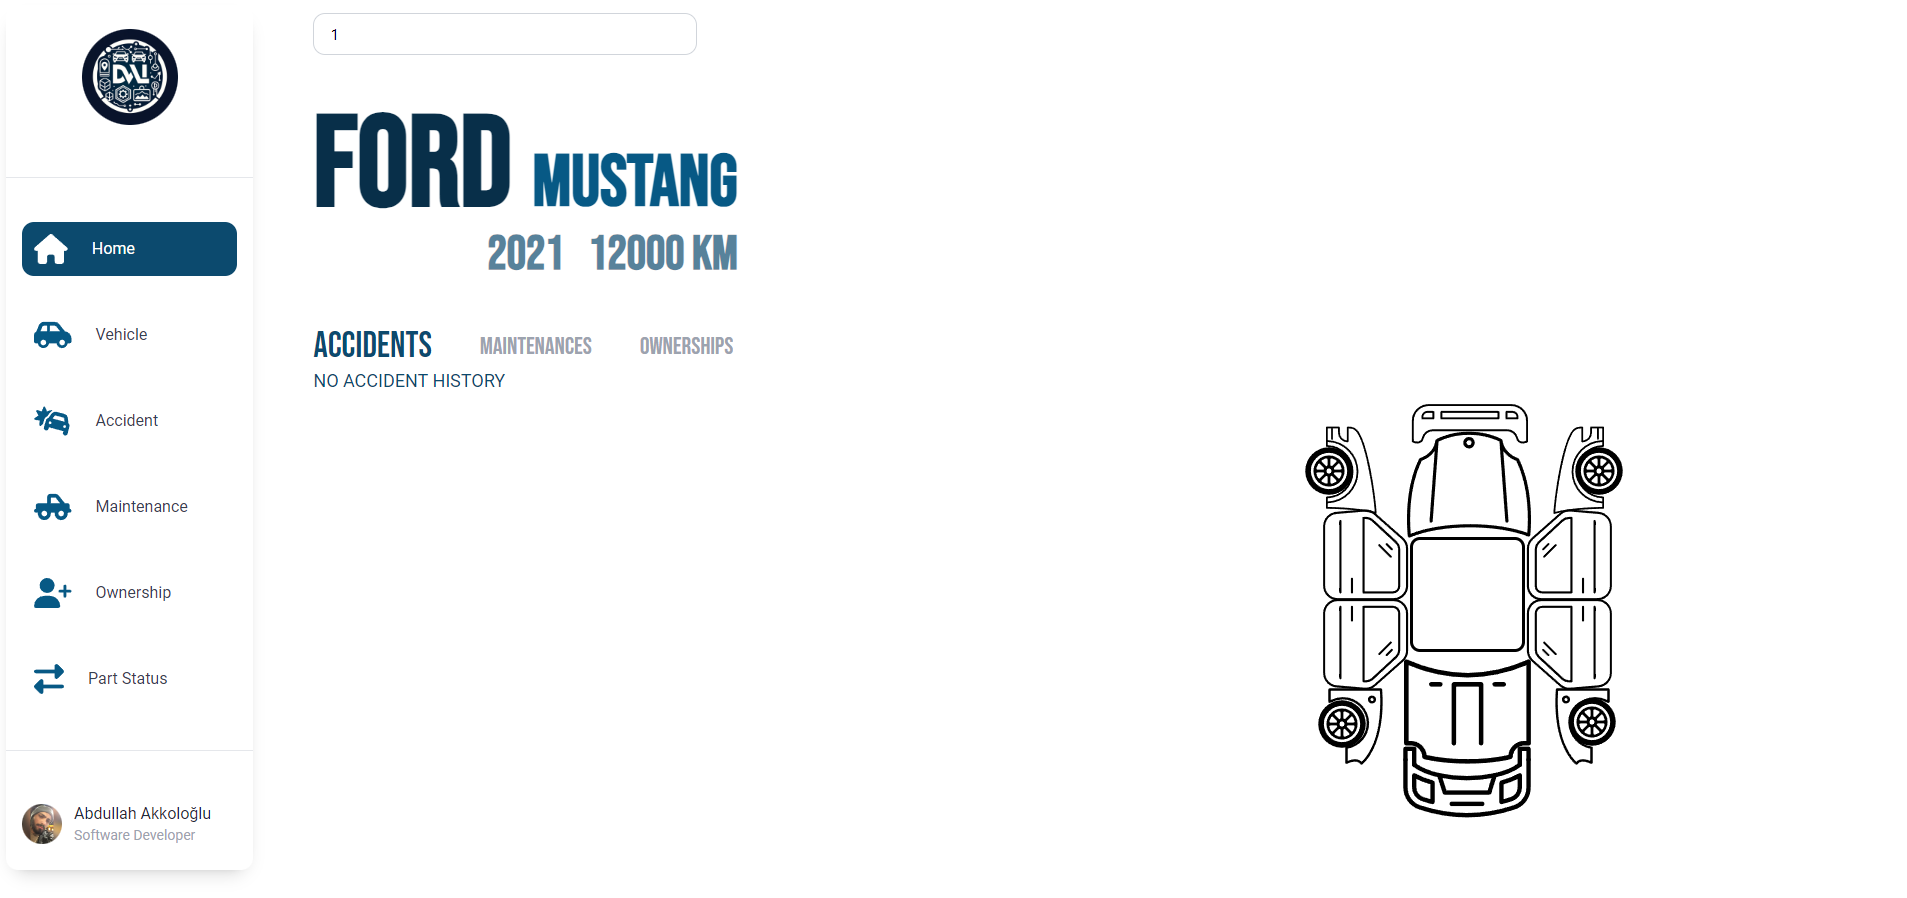 DMI
Home
Vehicle
Accident
Maintenance
Ownership
Part Status
Abdullah Akkoloğlu
Software Developer
1
FORD MUSTANG
2021 12000 KM
ACCIDENTS MAINTENANCES OWNERSHIPS
NO ACCIDENT HISTORY